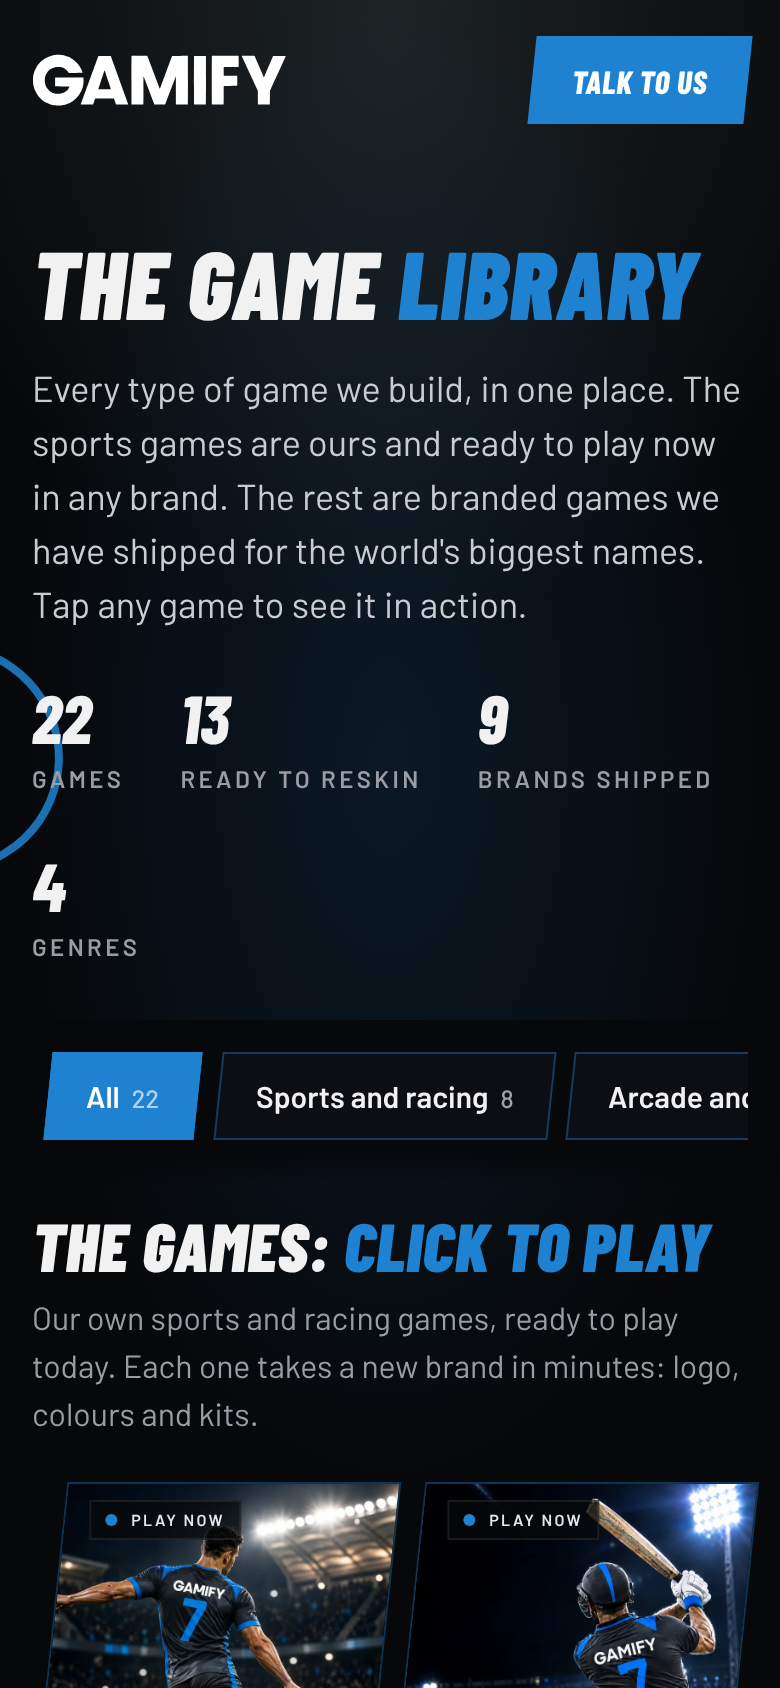 GAMIFY
TALK TO US
THE GAME LIBRARY
Every type of game we build, in one place. The
sports games are ours and ready to play now
in any brand. The rest are branded games we
have shipped for the world's biggest names.
Tap any game to see it in action.
22
GAMES
13
READY TO RESKIN
9
BRANDS SHIPPED
4
GENRES
All 22
Sports and racing 8
Arcade and
THE GAMES: CLICK TO PLAY
Our own sports and racing games, ready to play
today. Each one takes a new brand in minutes: logo,
colours and kits.
PLAY NOW
GAMIFY
7
PLAY NOW
GAMIFY
7